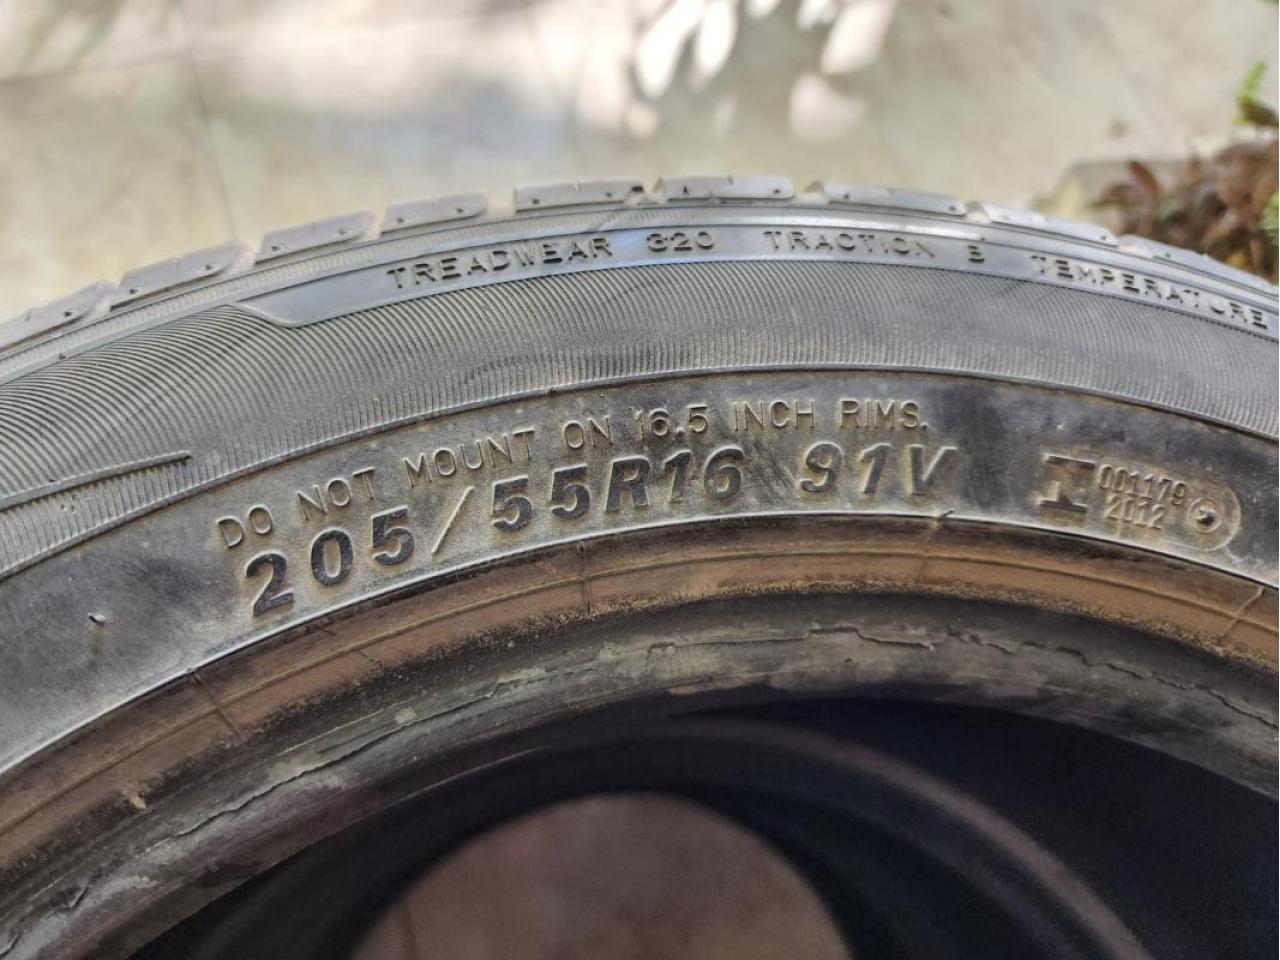 TREADWEAR 320 TRACTION B TEMPERATURE
DO NOT MOUNT ON 16.5 INCH RIMS.
205/55R16 91V
001179
2012